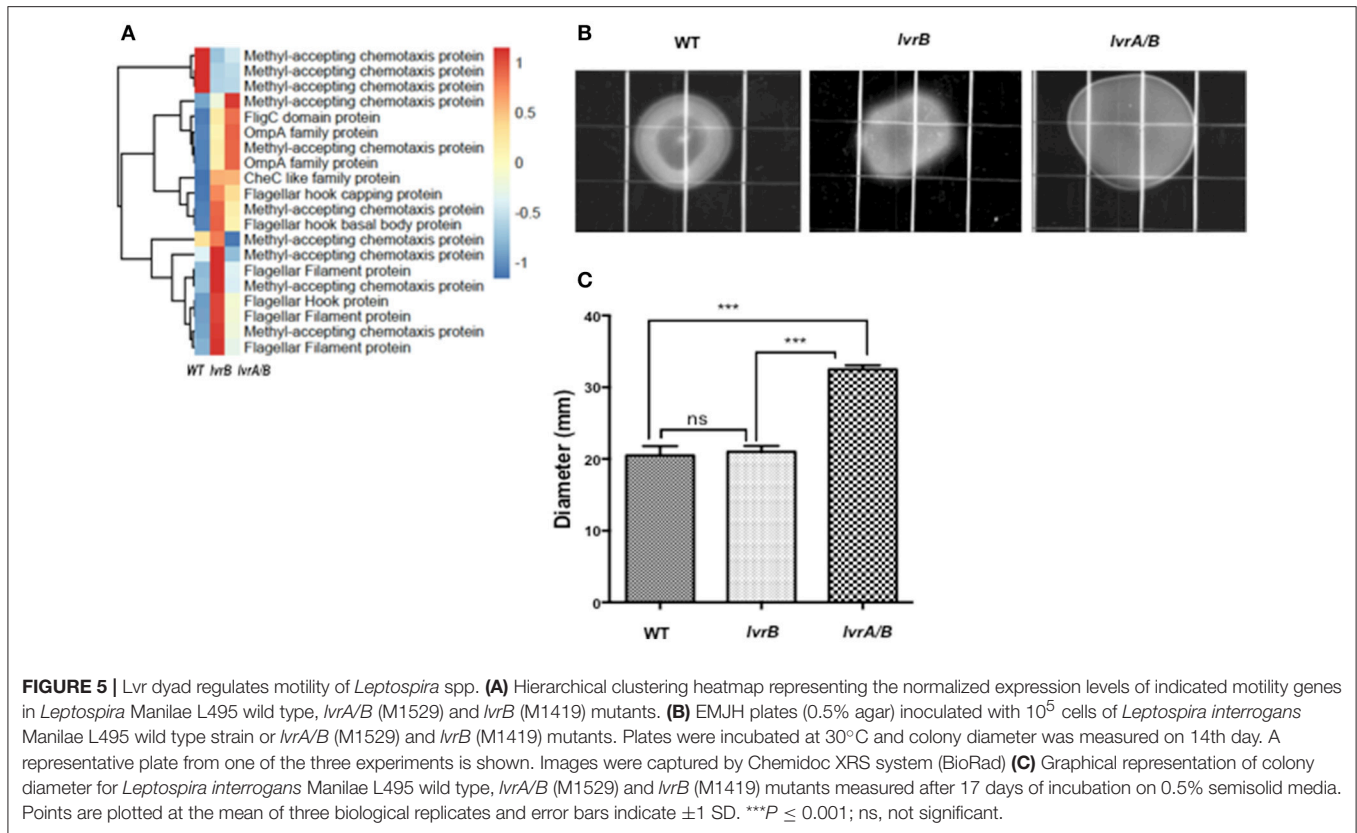 A
Methyl-accepting chemotaxis protein
Methyl-accepting chemotaxis protein
Methyl-accepting chemotaxis protein
Methyl-accepting chemotaxis protein
FligC domain protein
OmpA family protein
Methyl-accepting chemotaxis protein
OmpA family protein
CheC like family protein
Flagellar hook capping protein
Methyl-accepting chemotaxis protein
Flagellar hook basal body protein
Methyl-accepting chemotaxis protein
Methyl-accepting chemotaxis protein
Flagellar Filament protein
Methyl-accepting chemotaxis protein
Flagellar Hook protein
Flagellar Filament protein
Methyl-accepting chemotaxis protein
Flagellar Filament protein
WT lvrB lvrA/B
1
0.5
0
-0.5
-1
B
WT lvrB lvrA/B
C
Diameter (mm)
40
30
20
10
0
***
***
ns
WT lvrB lvrA/B
FIGURE 5 | Lvr dyad regulates motility of Leptospira spp. (A) Hierarchical clustering heatmap representing the normalized expression levels of indicated motility genes
in Leptospira Manilae L495 wild type, lvrA/B (M1529) and lvrB (M1419) mutants. (B) EMJH plates (0.5% agar) inoculated with 10⁵ cells of Leptospira interrogans
Manilae L495 wild type strain or lvrA/B (M1529) and lvrB (M1419) mutants. Plates were incubated at 30°C and colony diameter was measured on 14th day. A
representative plate from one of the three experiments is shown. Images were captured by Chemidoc XRS system (BioRad) (C) Graphical representation of colony
diameter for Leptospira interrogans Manilae L495 wild type, lvrA/B (M1529) and lvrB (M1419) mutants measured after 17 days of incubation on 0.5% semisolid media.
Points are plotted at the mean of three biological replicates and error bars indicate ±1 SD. ***P ≤ 0.001; ns, not significant.